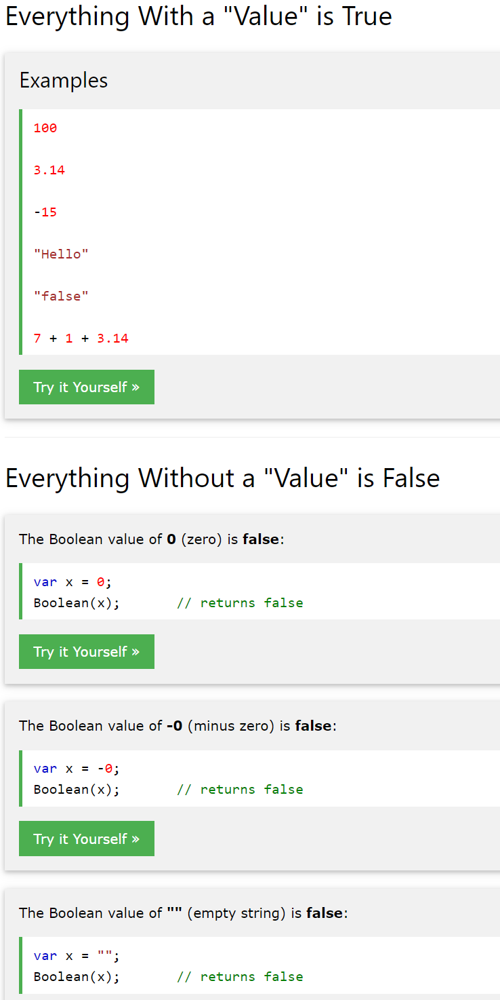 Everything With a "Value" is True
Examples
100
3.14
-15
"Hello"
"false"
7 + 1 + 3.14
Try it Yourself »
Everything Without a "Value" is False
The Boolean value of 0 (zero) is false:
var x = 0;
Boolean(x);       // returns false
Try it Yourself »
The Boolean value of -0 (minus zero) is false:
var x = -0;
Boolean(x);       // returns false
Try it Yourself »
The Boolean value of "" (empty string) is false:
var x = "";
Boolean(x);       // returns false